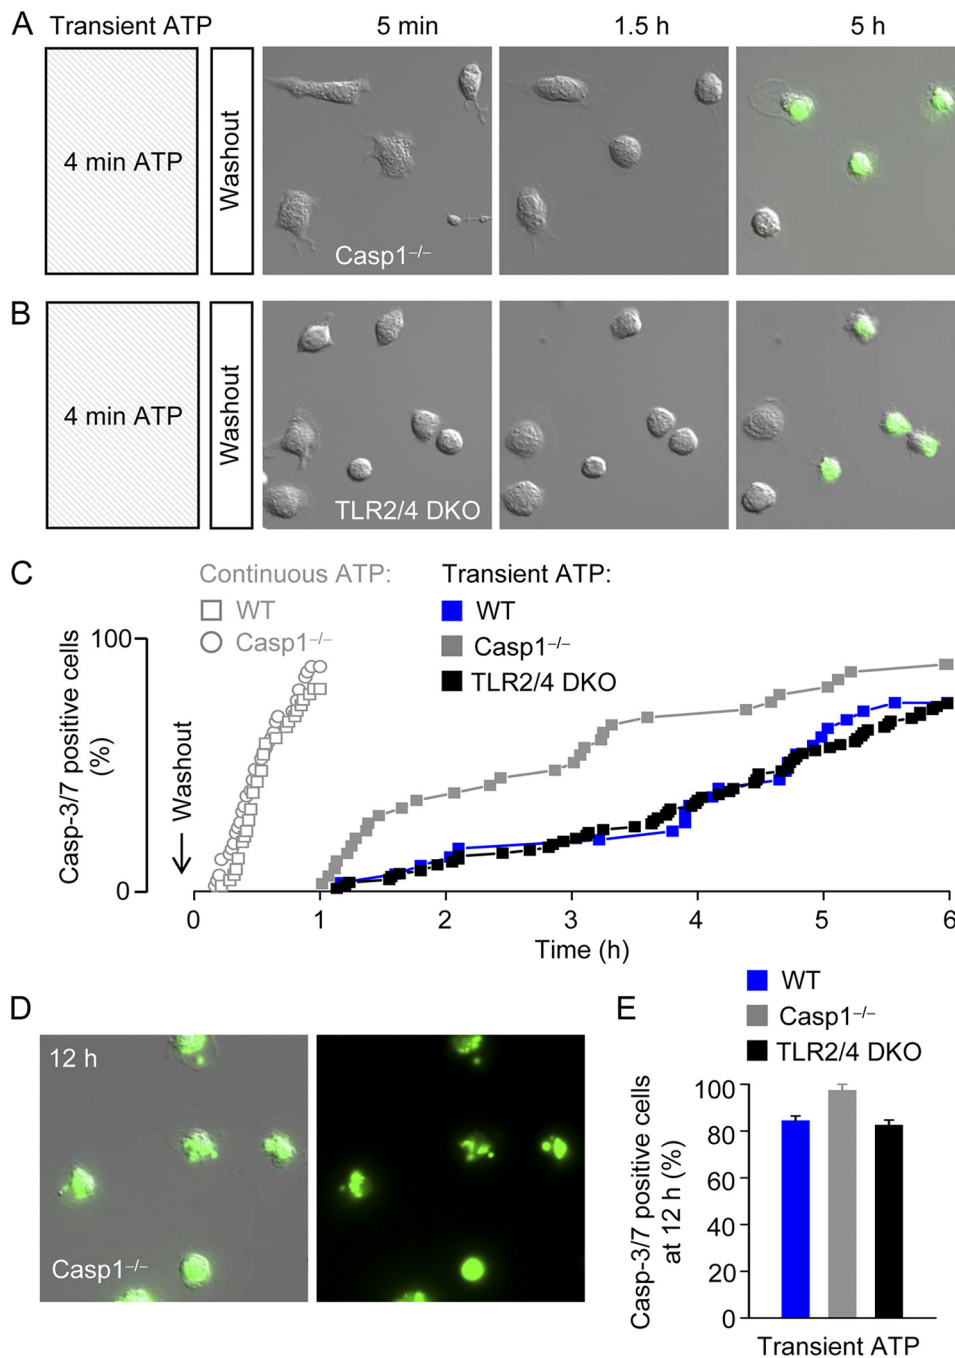 A Transient ATP 5 min 1.5 h 5 h
4 min ATP
Washout
Casp1–/–
B
4 min ATP
Washout
TLR2/4 DKO
C
Continuous ATP:
WT
Casp1–/–
Transient ATP:
WT
Casp1–/–
TLR2/4 DKO
Casp-3/7 positive cells
(%)
100
0
Washout
0 1 2 3 4 5 6
Time (h)
D
12 h
Casp1–/–
E
WT
Casp1–/–
TLR2/4 DKO
Casp-3/7 positive cells
at 12 h (%)
100
80
60
40
20
0
Transient ATP